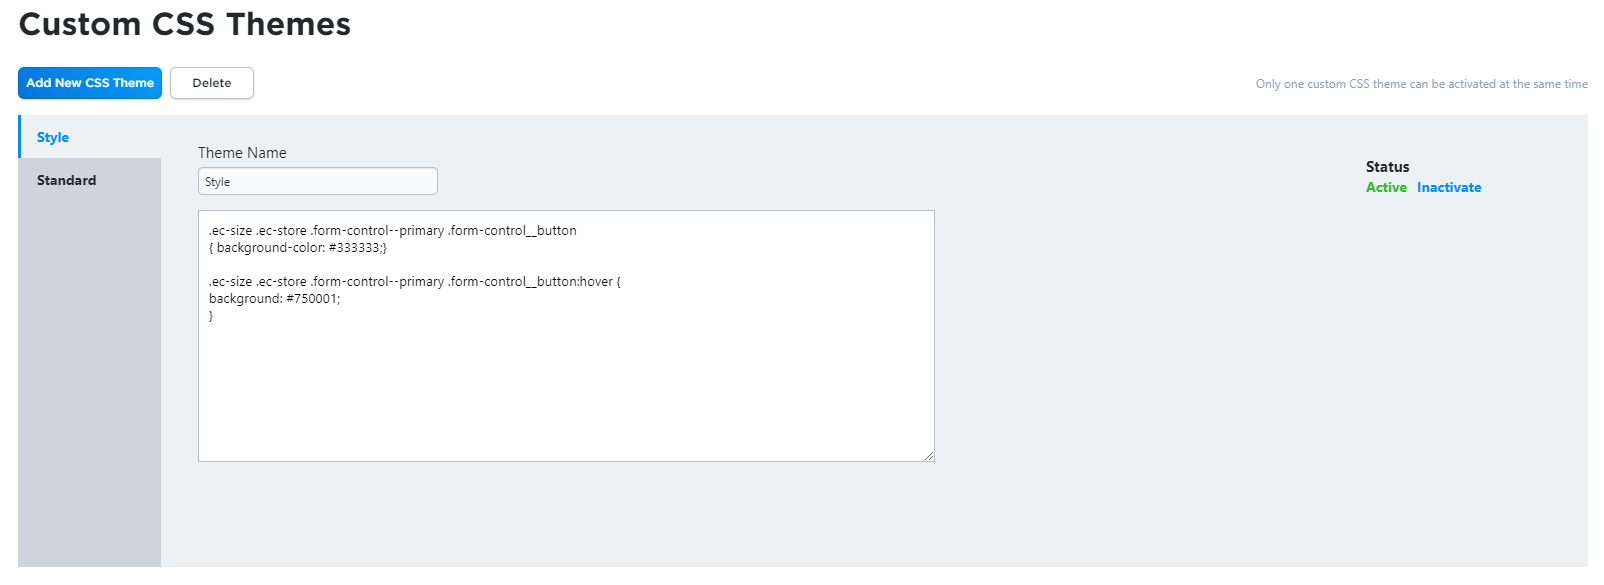 Custom CSS Themes
Add New CSS Theme
Delete
Only one custom CSS theme can be activated at the same time
Style
Standard
Theme Name
Style
Status
Active Inactivate
.ec-size .ec-store .form-control--primary .form-control__button
{ background-color: #333333;}
.ec-size .ec-store .form-control--primary .form-control__button:hover {
background: #750001;
}